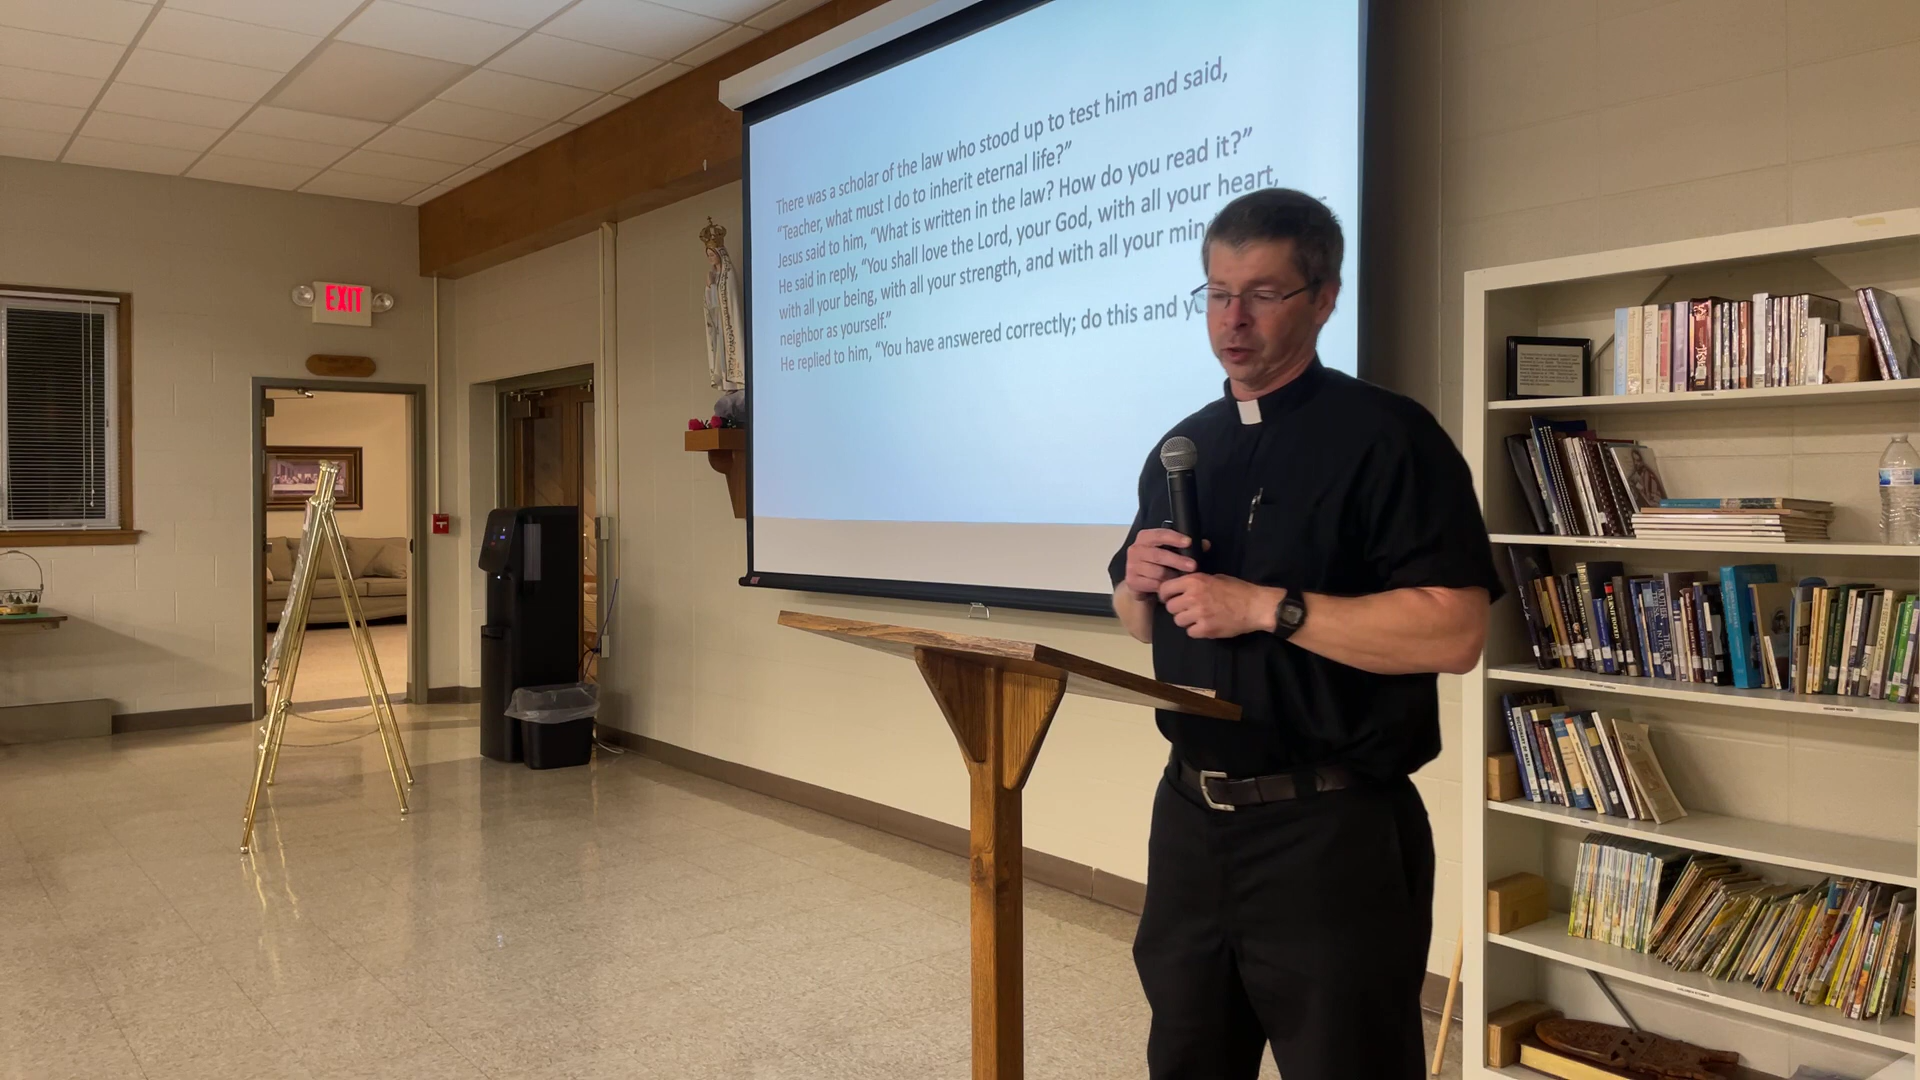 There was a scholar of the law who stood up to test him and said,
“Teacher, what must I do to inherit eternal life?”
Jesus said to him, “What is written in the law? How do you read it?”
He said in reply, “You shall love the Lord, your God, with all your heart,
with all your being, with all your strength, and with all your min
neighbor as yourself.”
He replied to him, “You have answered correctly; do this and y
EXIT